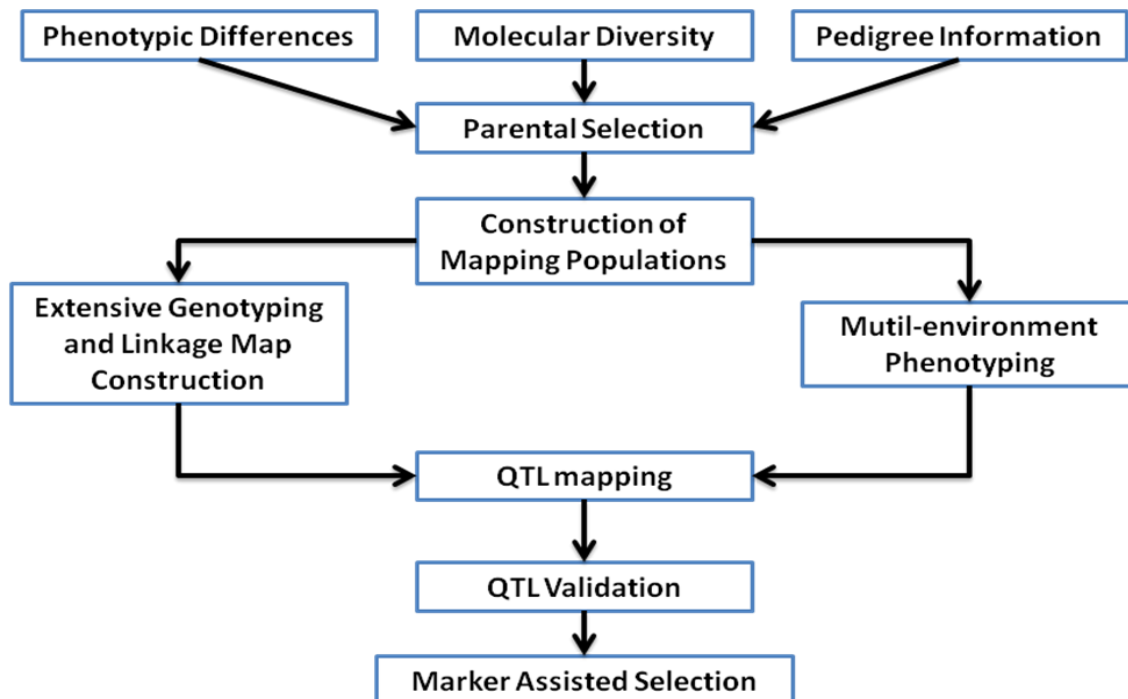 Phenotypic Differences
Molecular Diversity
Pedigree Information
Parental Selection
Construction of
Mapping Populations
Extensive Genotyping
and Linkage Map
Construction
Mutil-environment
Phenotyping
QTL mapping
QTL Validation
Marker Assisted Selection